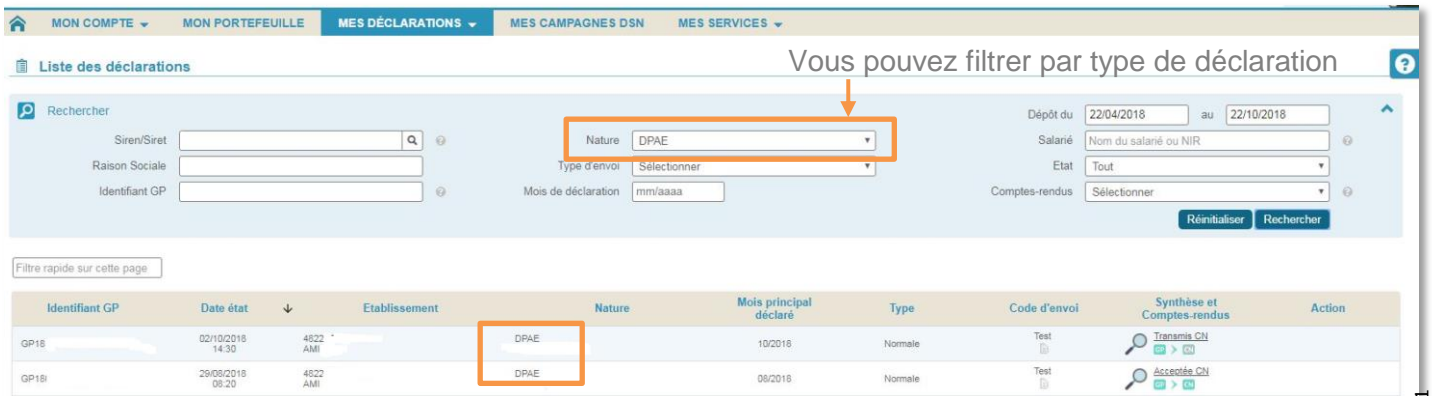 MON COMPTE MON PORTEFEUILLE MES DÉCLARATIONS MES CAMPAGNES DSN MES SERVICES
Vous pouvez filtrer par type de déclaration
Liste des déclarations
Rechercher
Dépôt du 22/04/2018 au 22/10/2018
Siren/Siret Nature DPAE Salarié Nom du salarié ou NIR
Raison Sociale Type d'envoi Sélectionner Etat Tout
Identifiant GP Mois de déclaration mm/aaaa Comptes-rendus Sélectionner
Réinitialiser Rechercher
Filtre rapide sur cette page
Identifiant GP Date état Etablissement Nature Mois principal déclaré Type Code d'envoi Synthèse et Comptes-rendus Action
GP18 02/10/2018 14:30 4822 AMI DPAE 10/2018 Normale Test Transmis CN
GP > CN
GP18 29/08/2018 08:20 4822 AMI DPAE 08/2018 Normale Test Acceptée CN
GP > CN